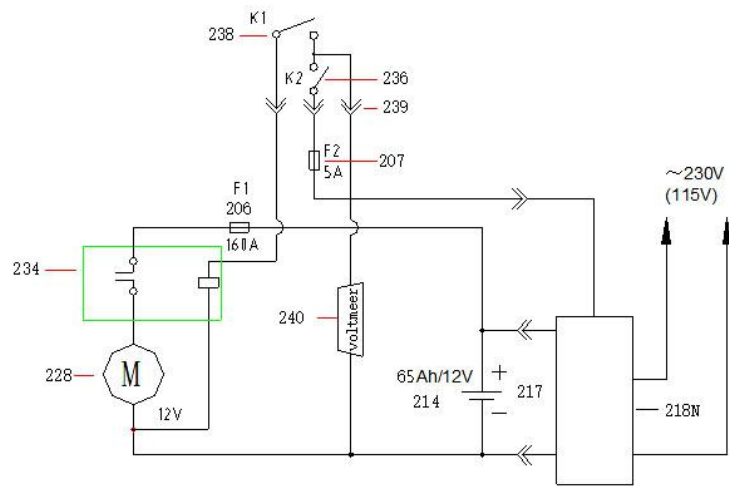 K1
238
K2
236
239
F2
5A
207
~230V
(115V)
F1
206
160A
234
240
voltmeer
65Ah/12V
214
+
−
217
218N
228
M
12V